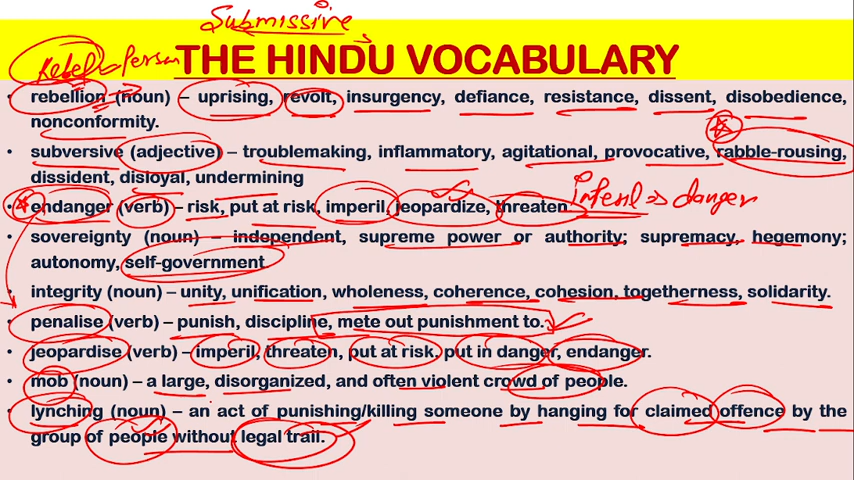 Submissive
Rebel → Person
THE HINDU VOCABULARY
• rebellion (noun) – uprising, revolt, insurgency, defiance, resistance, dissent, disobedience,
nonconformity.
• subversive (adjective) – troublemaking, inflammatory, agitational, provocative, rabble-rousing,
dissident, disloyal, undermining
• endanger (verb) – risk, put at risk, imperil, jeopardize, threaten
⇒ danger
• sovereignty (noun) – independent, supreme power or authority; supremacy, hegemony;
autonomy, self-government
• integrity (noun) – unity, unification, wholeness, coherence, cohesion, togetherness, solidarity.
• penalise (verb) – punish, discipline, mete out punishment to.
• jeopardise (verb) – imperil, threaten, put at risk, put in danger, endanger.
• mob (noun) – a large, disorganized, and often violent crowd of people.
• lynching (noun) – an act of punishing/killing someone by hanging for claimed offence by the
group of people without legal trail.